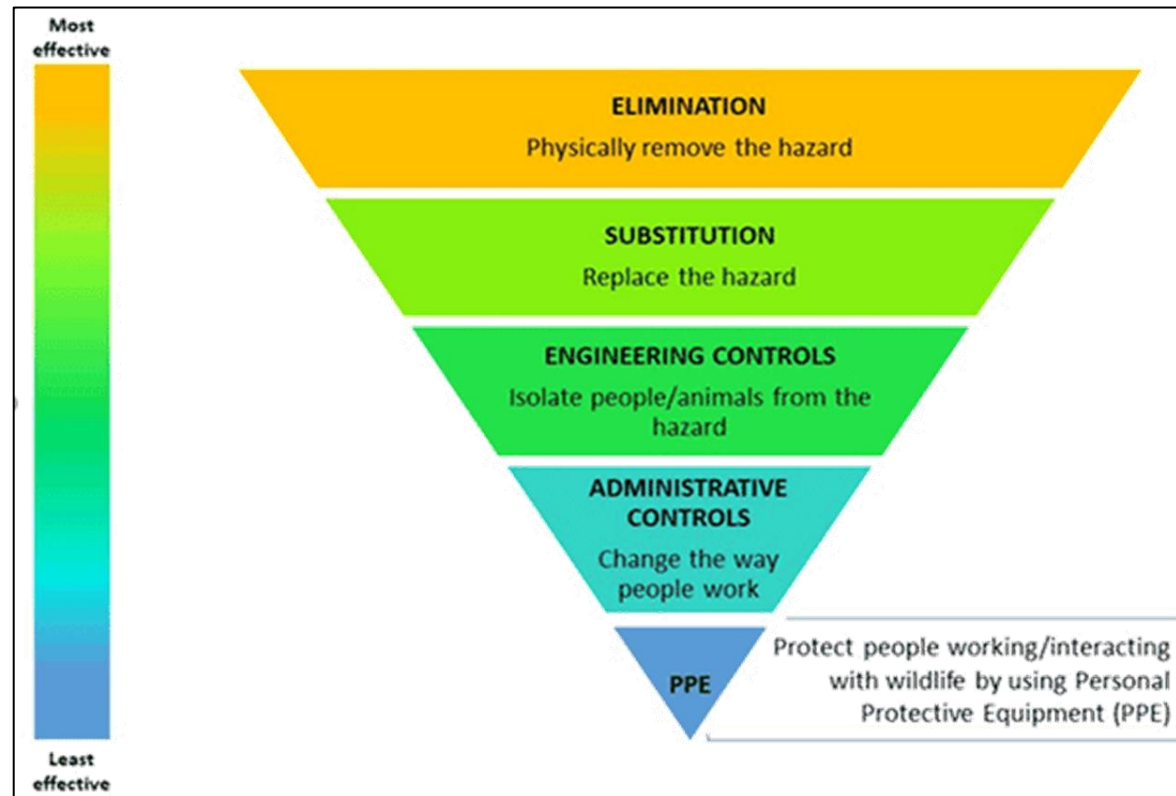 Most
effective
ELIMINATION
Physically remove the hazard
SUBSTITUTION
Replace the hazard
ENGINEERING CONTROLS
Isolate people/animals from the
hazard
ADMINISTRATIVE
CONTROLS
Change the way
people work
PPE
Protect people working/interacting
with wildlife by using Personal
Protective Equipment (PPE)
Least
effective